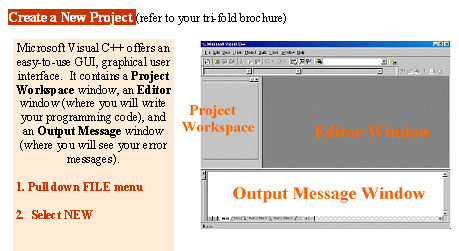 Create a New Project (refer to your tri-fold brochure)
Microsoft Visual C++ offers an
easy-to-use GUI, graphical user
interface. It contains a Project
Workspace window, an Editor
window (where you will write
your programming code), and
an Output Message window
(where you will see your error
messages).
1. Pull down FILE menu
2. Select NEW
Microsoft Visual C++
Project
Workspace
Editor Window
Output Message Window